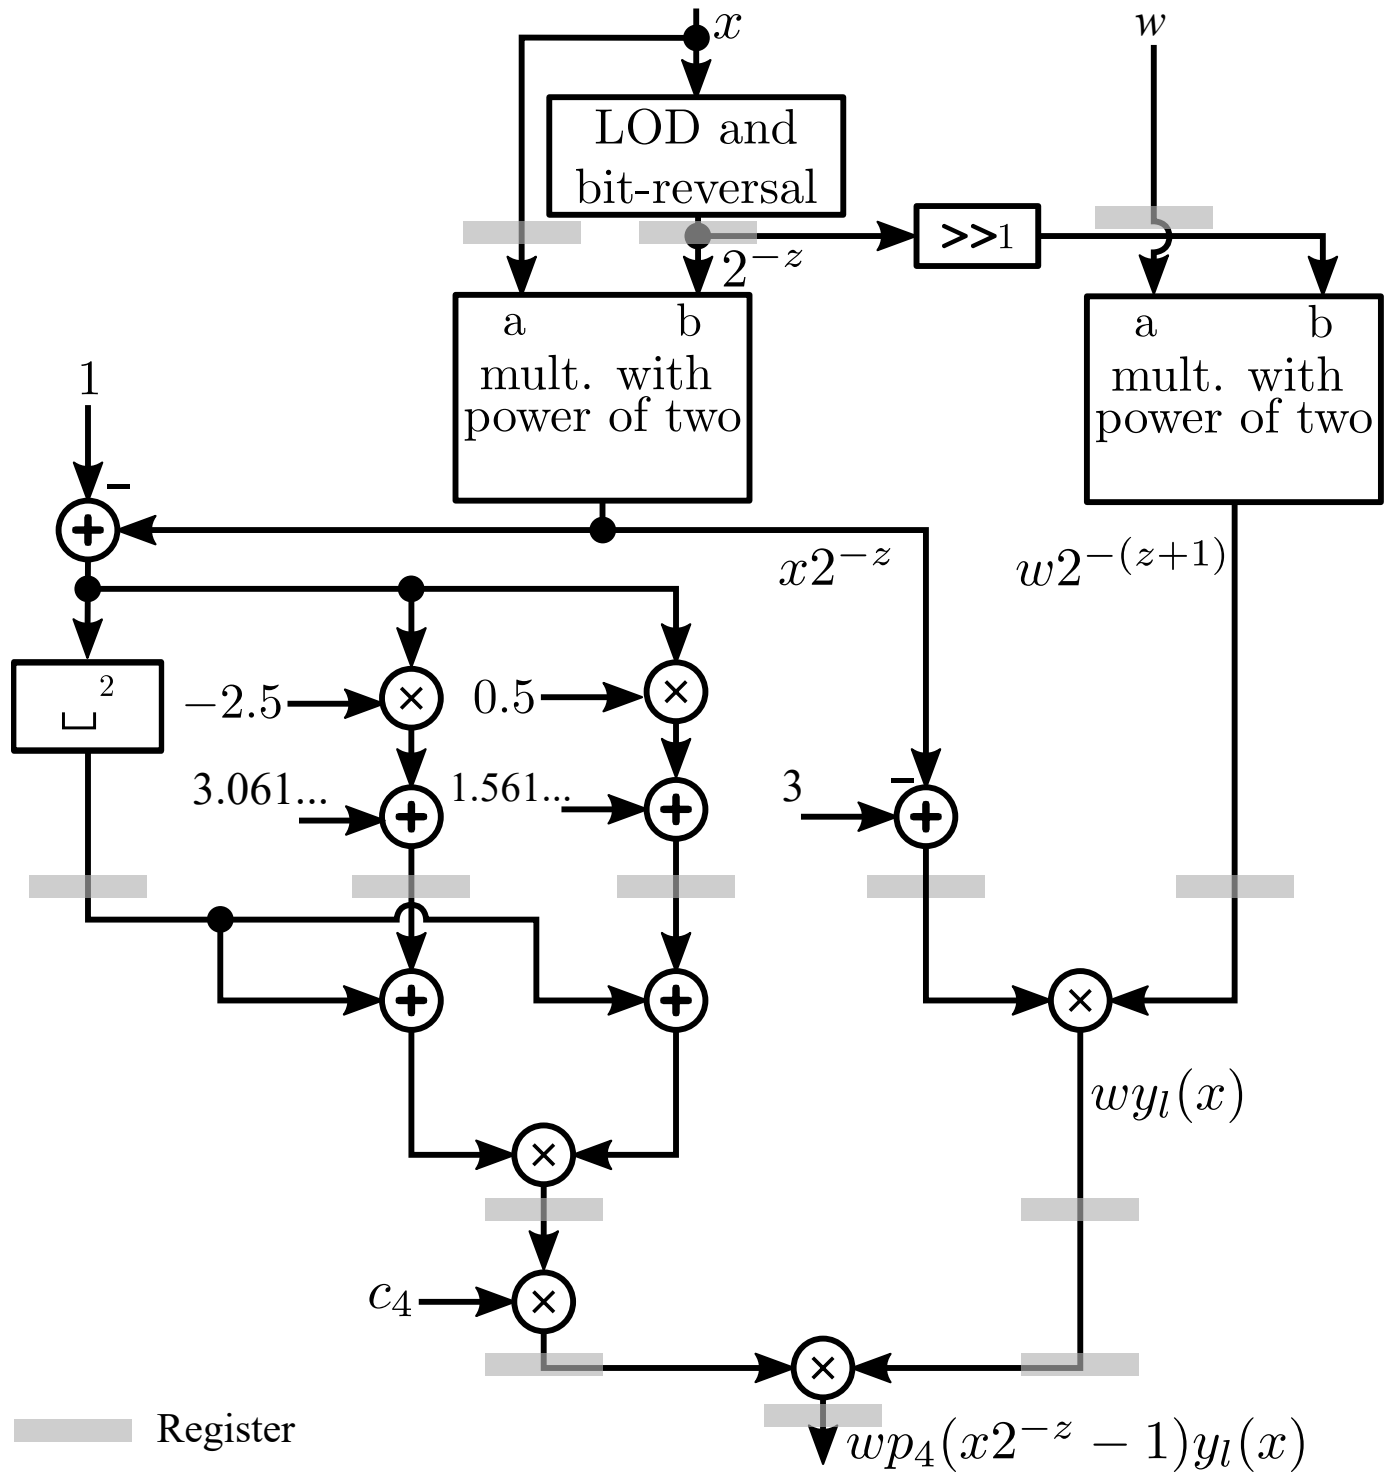 x
w
LOD and
bit-reversal
>>1
2^{-z}
a b
mult. with
power of two
a b
mult. with
power of two
1
−
+
x2^{-z}
w2^{-(z+1)}
␣^2
−2.5
×
0.5
×
3.061...
+
1.561...
+
3
−
+
+
+
×
wy_l(x)
×
c_4
×
×
Register
wp_4(x2^{-z} − 1)y_l(x)